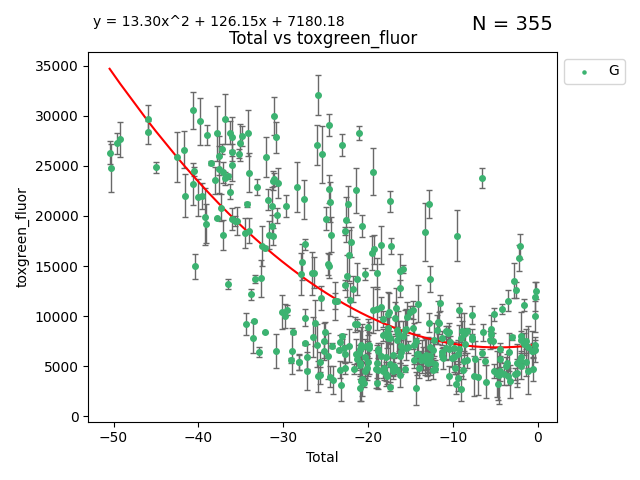 y = 13.30x^2 + 126.15x + 7180.18
N = 355
Total vs toxgreen_fluor
G
35000
30000
25000
20000
15000
10000
5000
0
toxgreen_fluor
−50
−40
−30
−20
−10
0
Total